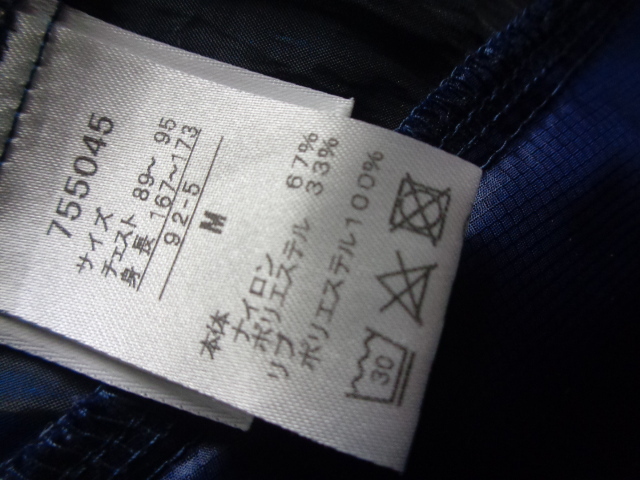 755045
サイズ
チェスト 89～ 95
身 長 167～173
92-5
M
本体
ナイロン 67%
ポリエステル 33%
リブ
ポリエステル100%
30